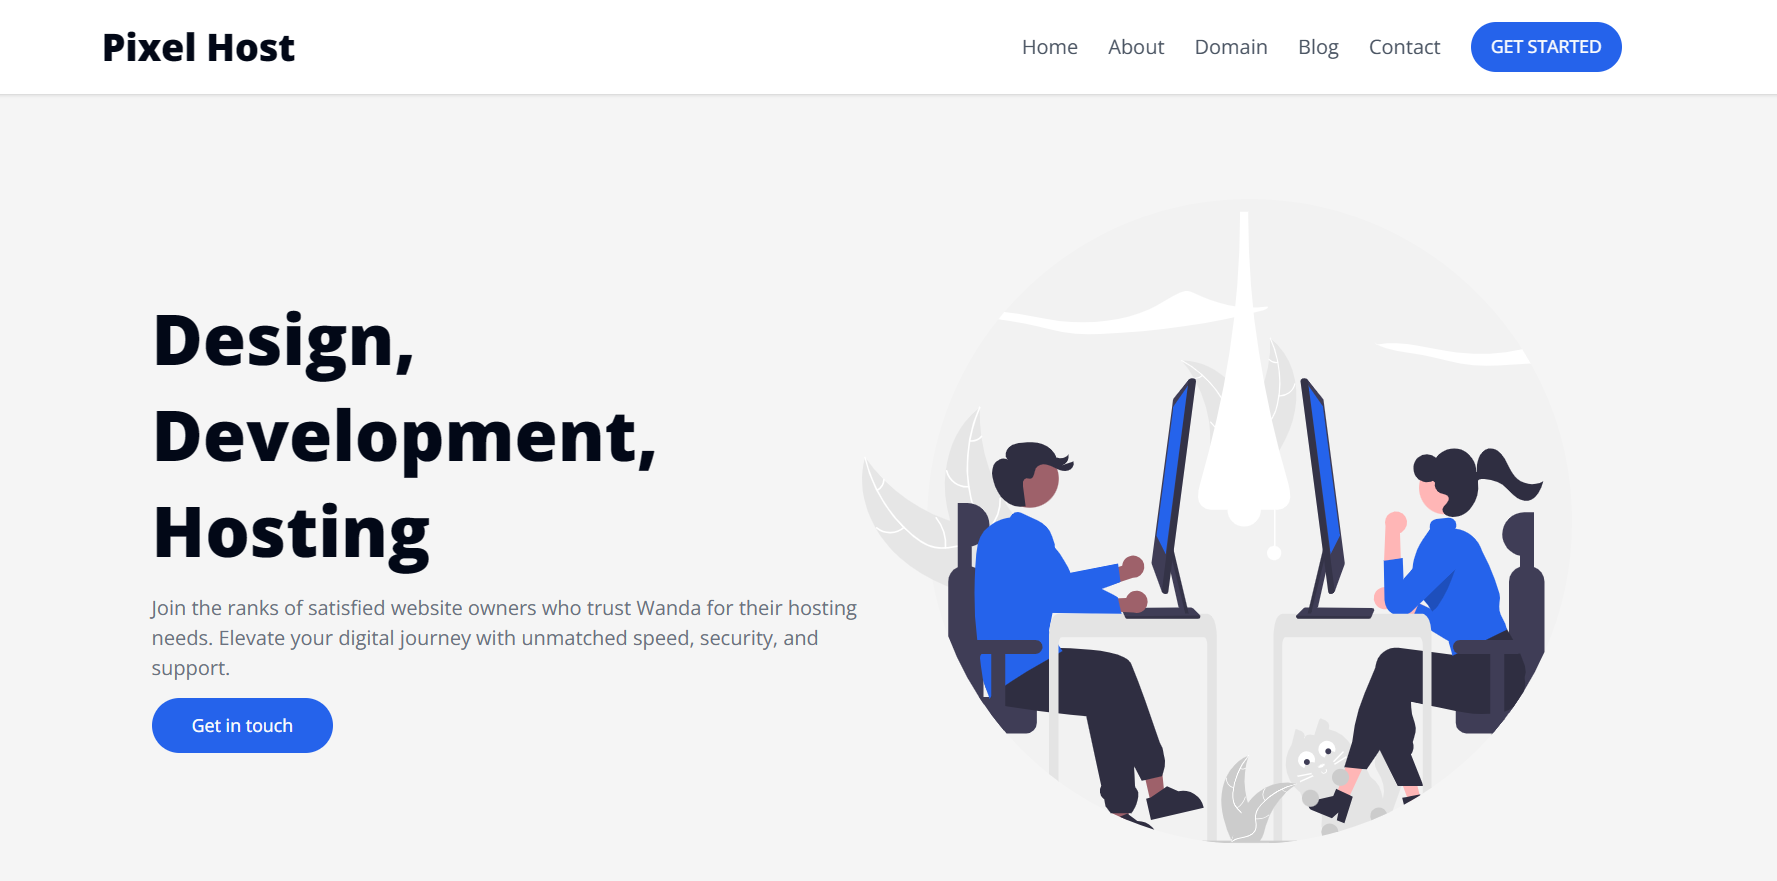 Pixel Host
Home About Domain Blog Contact GET STARTED
Design,
Development,
Hosting
Join the ranks of satisfied website owners who trust Wanda for their hosting
needs. Elevate your digital journey with unmatched speed, security, and
support.
Get in touch